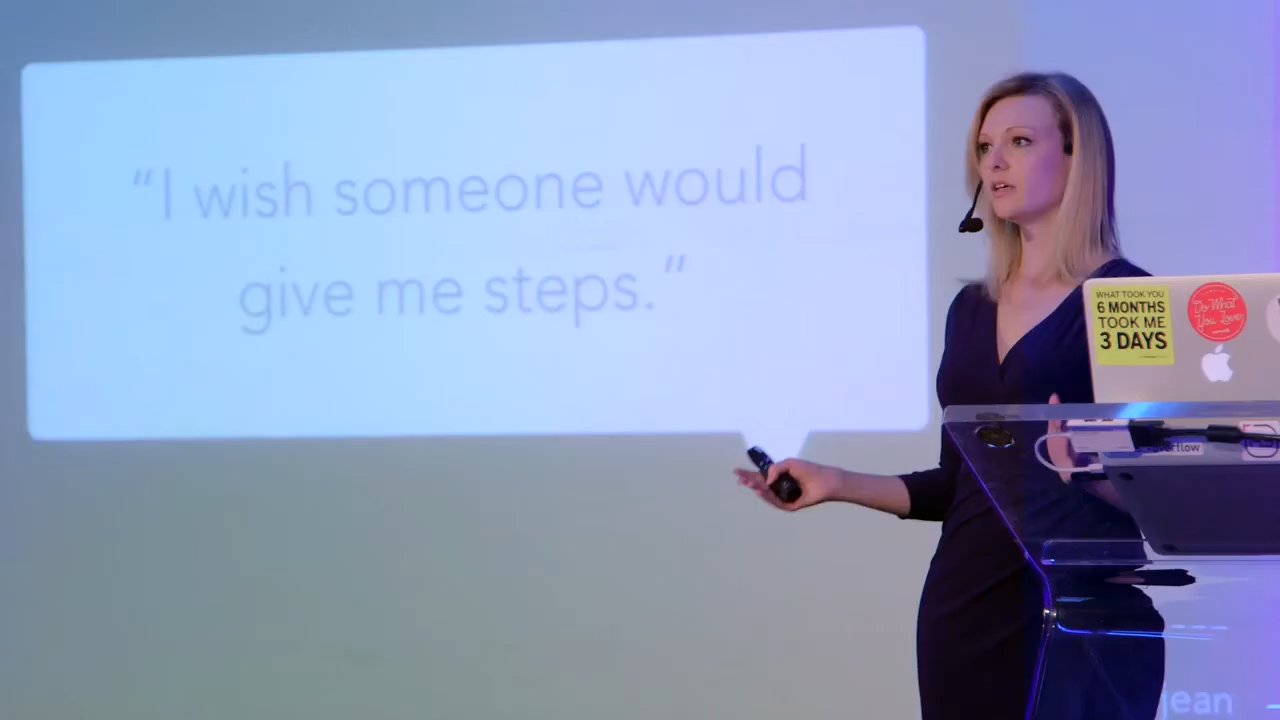 “I wish someone would
give me steps.”
WHAT TOOK YOU
6 MONTHS
TOOK ME
3 DAYS
Do What
You Love
jean